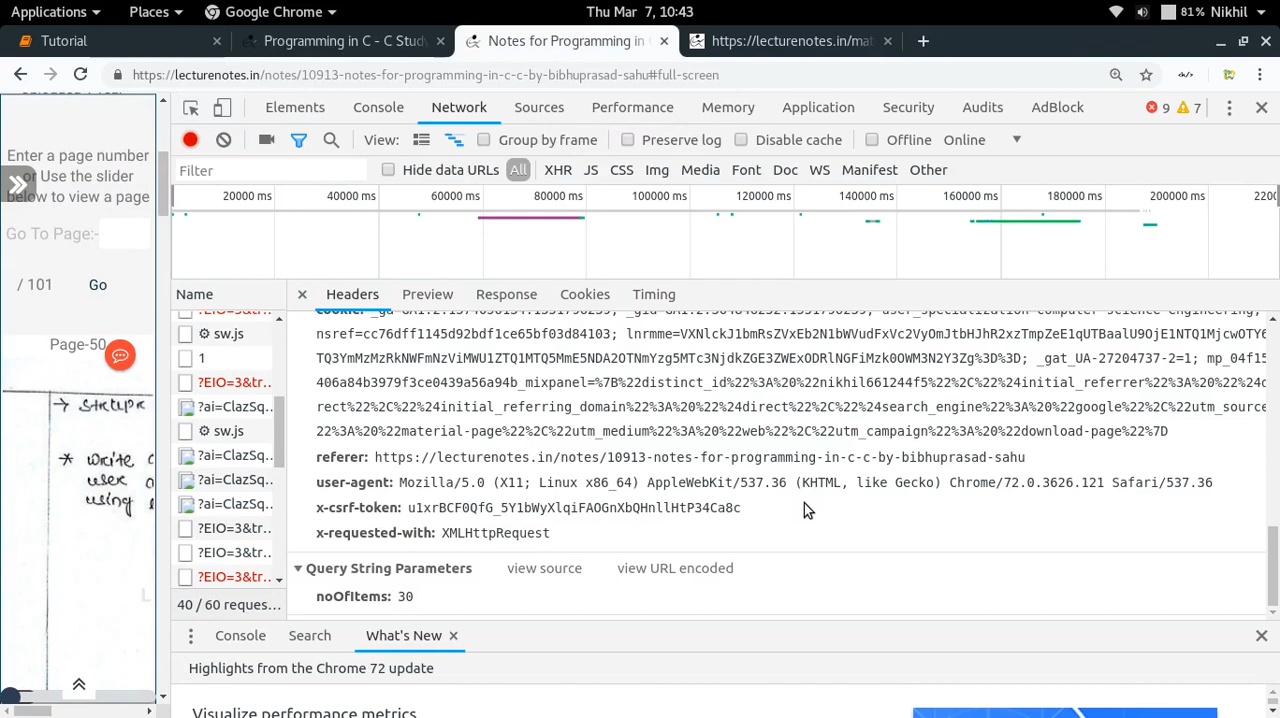 Applications Places Google Chrome Thu Mar 7, 10:43 81% Nikhil
Tutorial Programming in C - C Stud Notes for Programming in https://lecturenotes.in/mat
https://lecturenotes.in/notes/10913-notes-for-programming-in-c-c-by-bibhuprasad-sahu#full-screen
Elements Console Network Sources Performance Memory Application Security Audits AdBlock 9 7
View: Group by frame Preserve log Disable cache Offline Online
Filter Hide data URLs All XHR JS CSS Img Media Font Doc WS Manifest Other
20000 ms 40000 ms 60000 ms 80000 ms 100000 ms 120000 ms 140000 ms 160000 ms 180000 ms 200000 ms 220
Enter a page number
or Use the slider
below to view a page
Go To Page:-
/ 101 Go
Page-50
* write
user
using
Name
Headers Preview Response Cookies Timing
sw.js
1
?EIO=3&tr...
?ai=ClazSq...
sw.js
?ai=ClazSq...
?ai=ClazSq...
?ai=ClazSq...
?EIO=3&tr...
?EIO=3&tr...
?EIO=3&tr...
40 / 60 reques...
nsref=cc76dff1145d92bdf1ce65bf03d84103; lnrmme=VXNlckJ1bmRsZVxEb2N1bWVudFxVc2VyOmJtbHJhR2xzTmpZeE1qUTBaalU9OjE1NTQ1MjcwOTY6
TQ3YmMzMzRkNWFmNzViMWU1ZTQ1MTQ5MmE5NDA2OTNmYzg5MTc3NjdkZGE3ZWExODRlNGFiMzk0OWM3N2Y3Zg%3D%3D; _gat_UA-27204737-2=1; mp_04f15
406a84b3979f3ce0439a56a94b_mixpanel=%7B%22distinct_id%22%3A%20%22nikhil661244f5%22%2C%22%24initial_referrer%22%3A%20%22%24di
rect%22%2C%22%24initial_referring_domain%22%3A%20%22%24direct%22%2C%22%24search_engine%22%3A%20%22google%22%2C%22utm_source
22%3A%20%22material-page%22%2C%22utm_medium%22%3A%20%22web%22%2C%22utm_campaign%22%3A%20%22download-page%22%7D
referer: https://lecturenotes.in/notes/10913-notes-for-programming-in-c-c-by-bibhuprasad-sahu
user-agent: Mozilla/5.0 (X11; Linux x86_64) AppleWebKit/537.36 (KHTML, like Gecko) Chrome/72.0.3626.121 Safari/537.36
x-csrf-token: u1xrBCF0QfG_5Y1bWyXlqiFAOGnXbQHnllHtP34Ca8c
x-requested-with: XMLHttpRequest
Query String Parameters view source view URL encoded
noOfItems: 30
Console Search What's New
Highlights from the Chrome 72 update
Visualize performance metrics